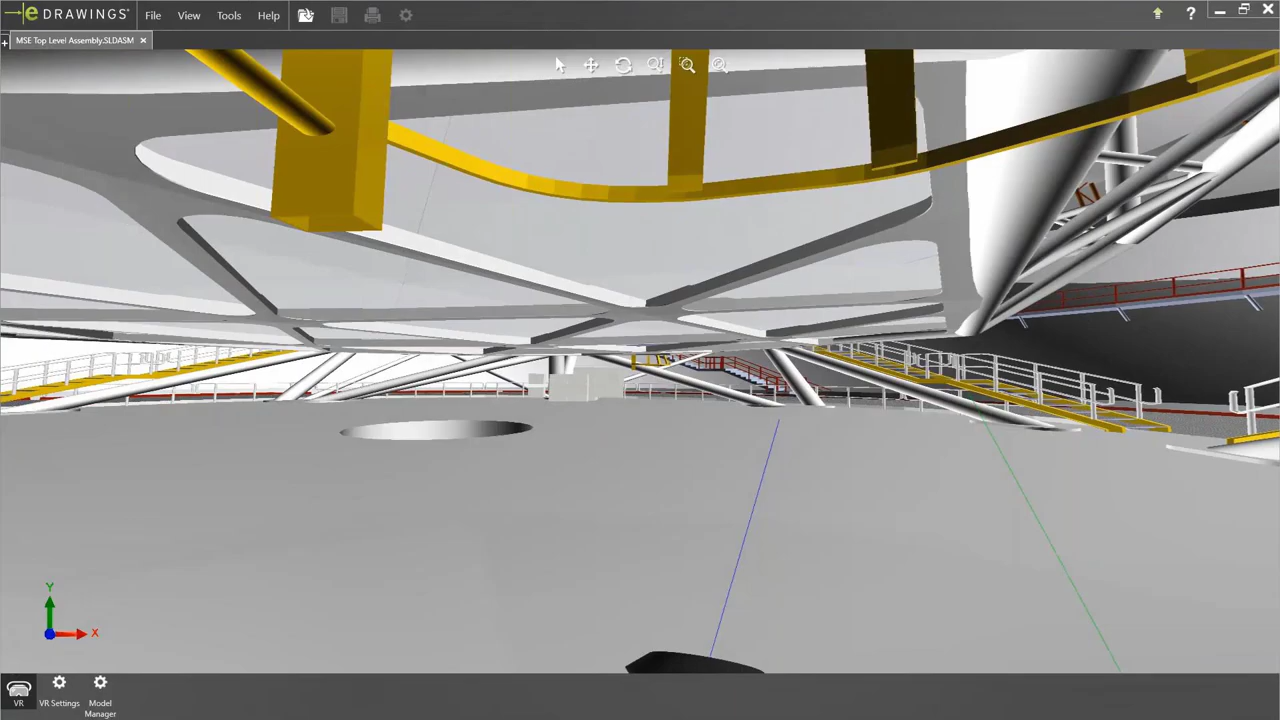 eDRAWINGS®
File View Tools Help
?
MSE Top Level Assembly.SLDASM
Y
X
VR
VR Settings
Model
Manager